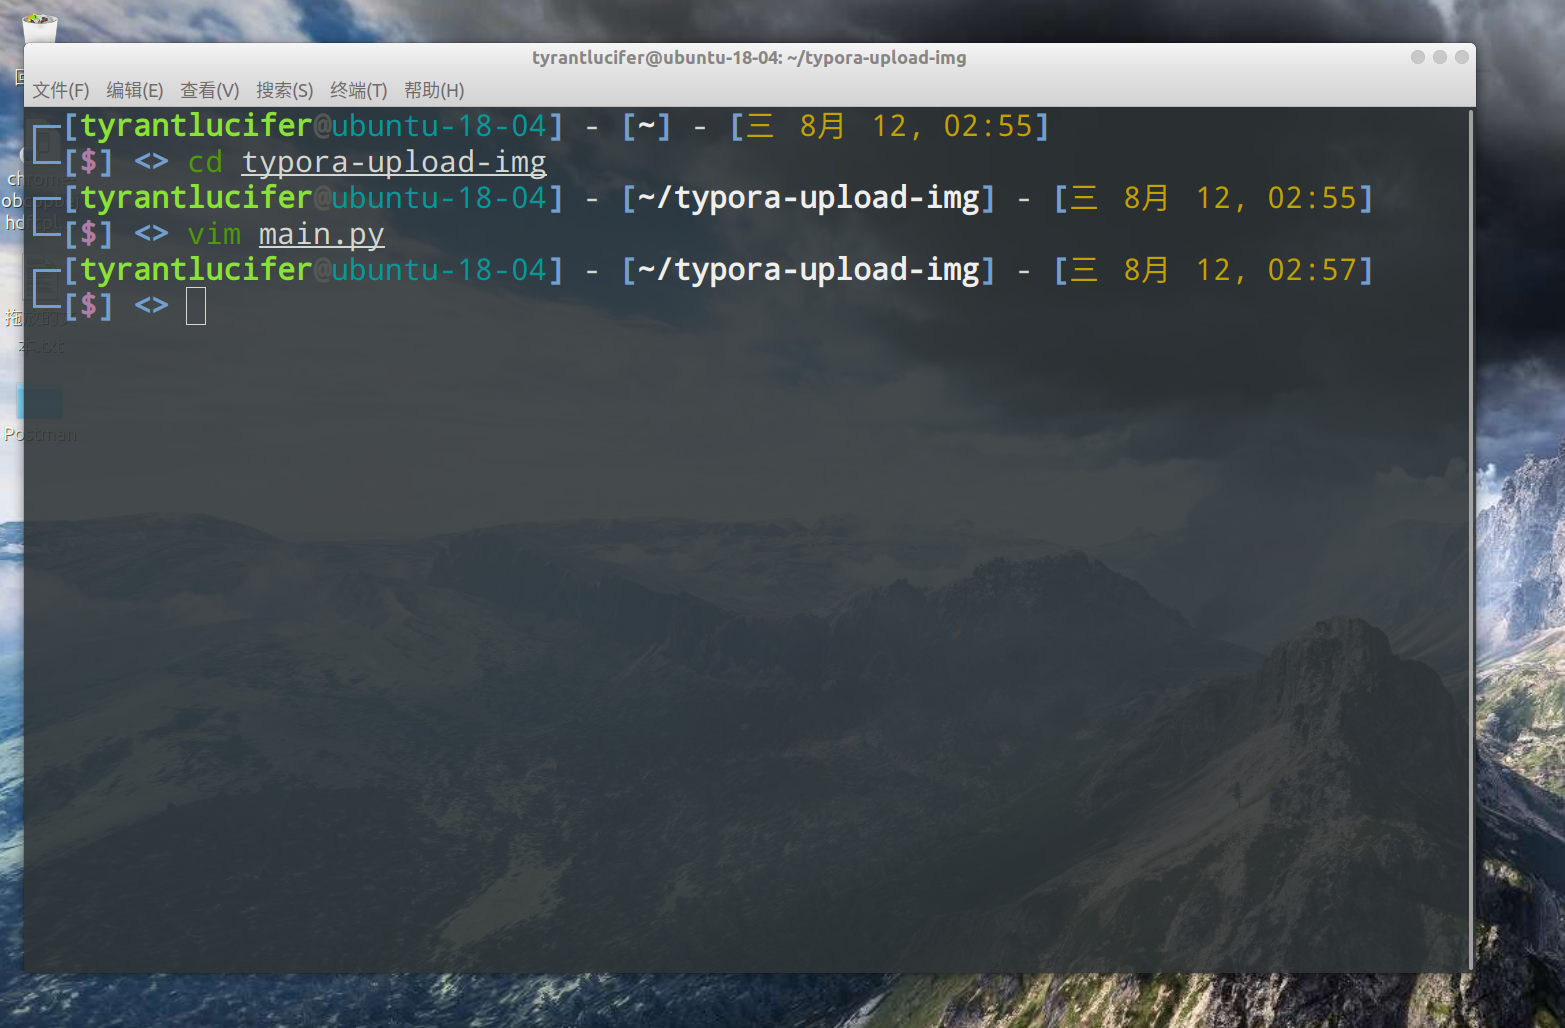 tyrantlucifer@ubuntu-18-04: ~/typora-upload-img
文件(F) 编辑(E) 查看(V) 搜索(S) 终端(T) 帮助(H)
[tyrantlucifer@ubuntu-18-04] - [~] - [三 8月 12, 02:55]
[$] <> cd typora-upload-img
[tyrantlucifer@ubuntu-18-04] - [~/typora-upload-img] - [三 8月 12, 02:55]
[$] <> vim main.py
[tyrantlucifer@ubuntu-18-04] - [~/typora-upload-img] - [三 8月 12, 02:57]
[$] <>
Postman